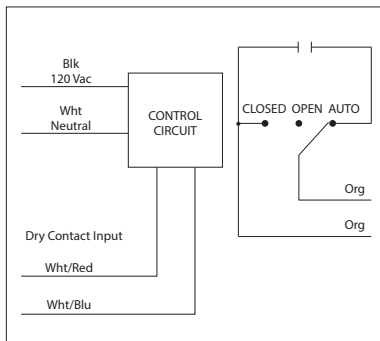 Blk
120 Vac
Wht
Neutral
CONTROL
CIRCUIT
CLOSED OPEN AUTO
Org
Org
Dry Contact Input
Wht/Red
Wht/Blu